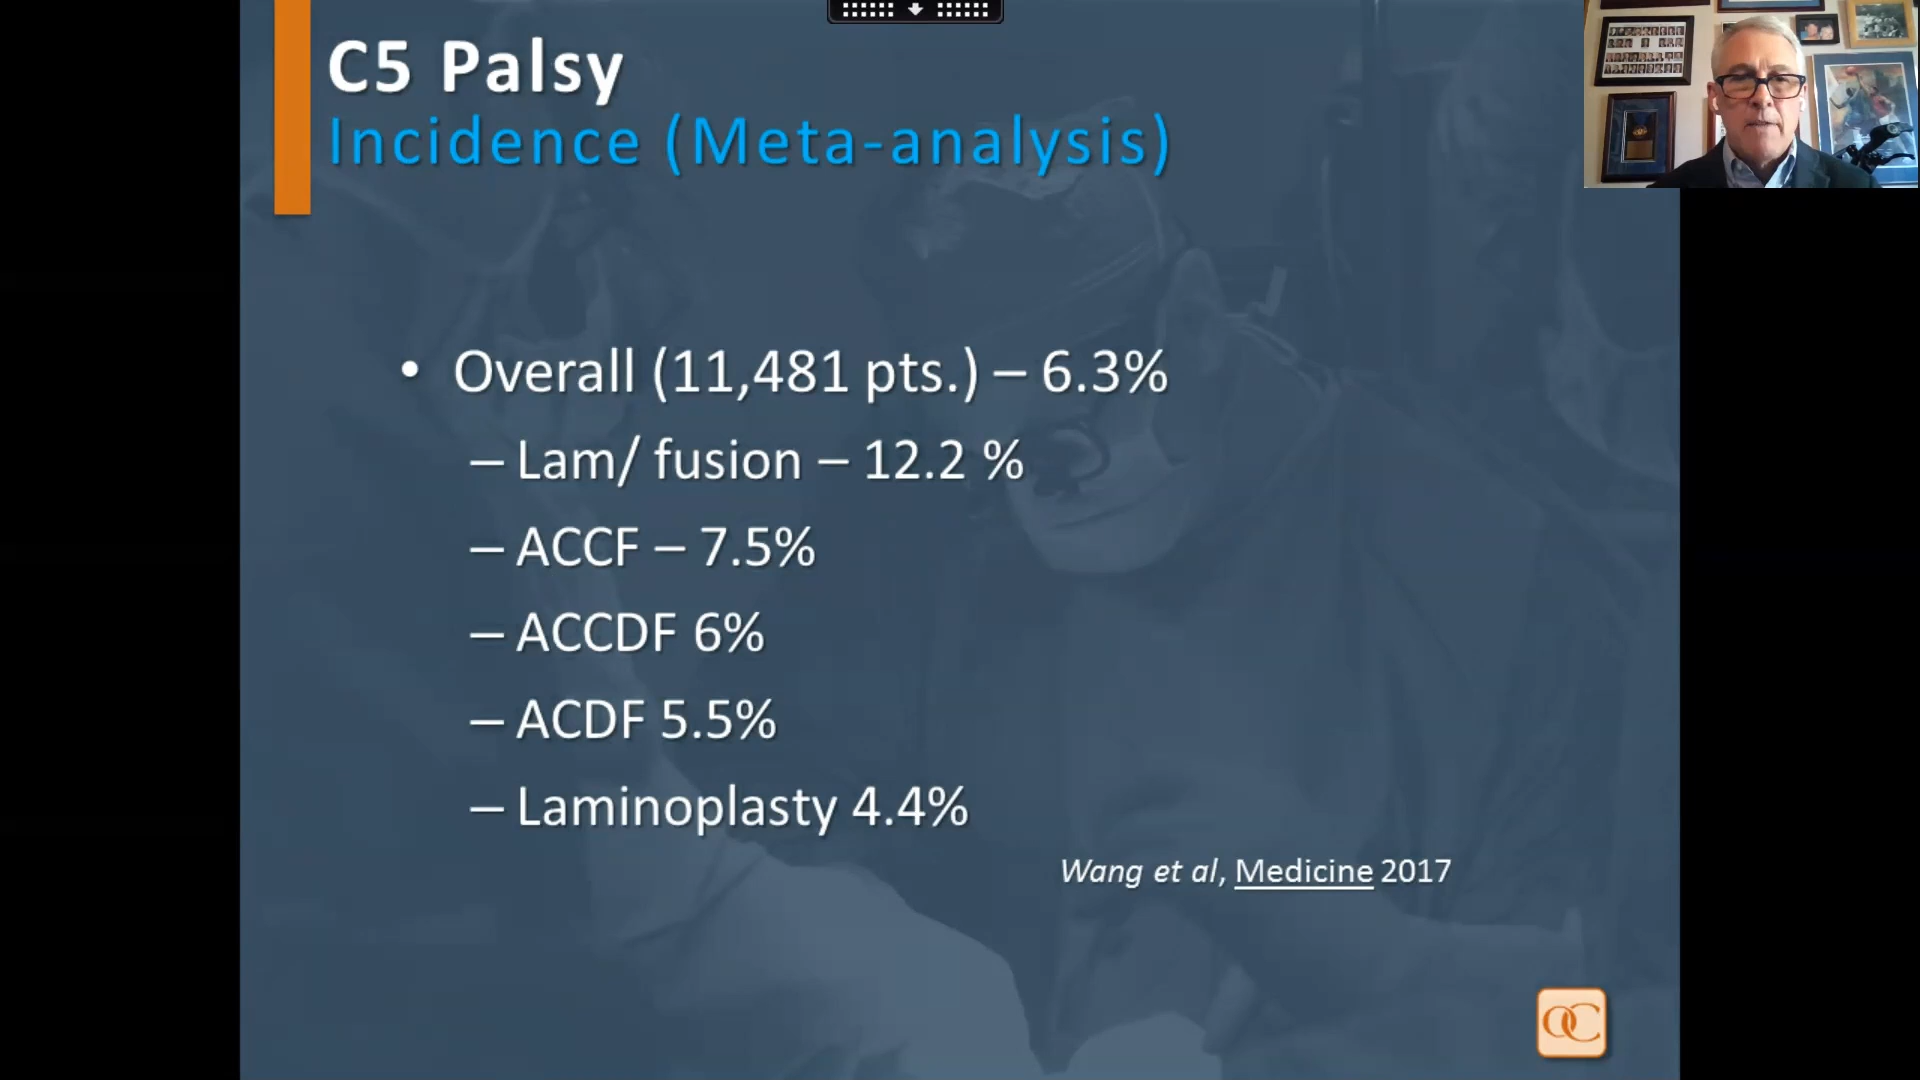 C5 Palsy
Incidence (Meta-analysis)
• Overall (11,481 pts.) – 6.3%
– Lam/ fusion – 12.2 %
– ACCF – 7.5%
– ACCDF 6%
– ACDF 5.5%
– Laminoplasty 4.4%
Wang et al, Medicine 2017
OC